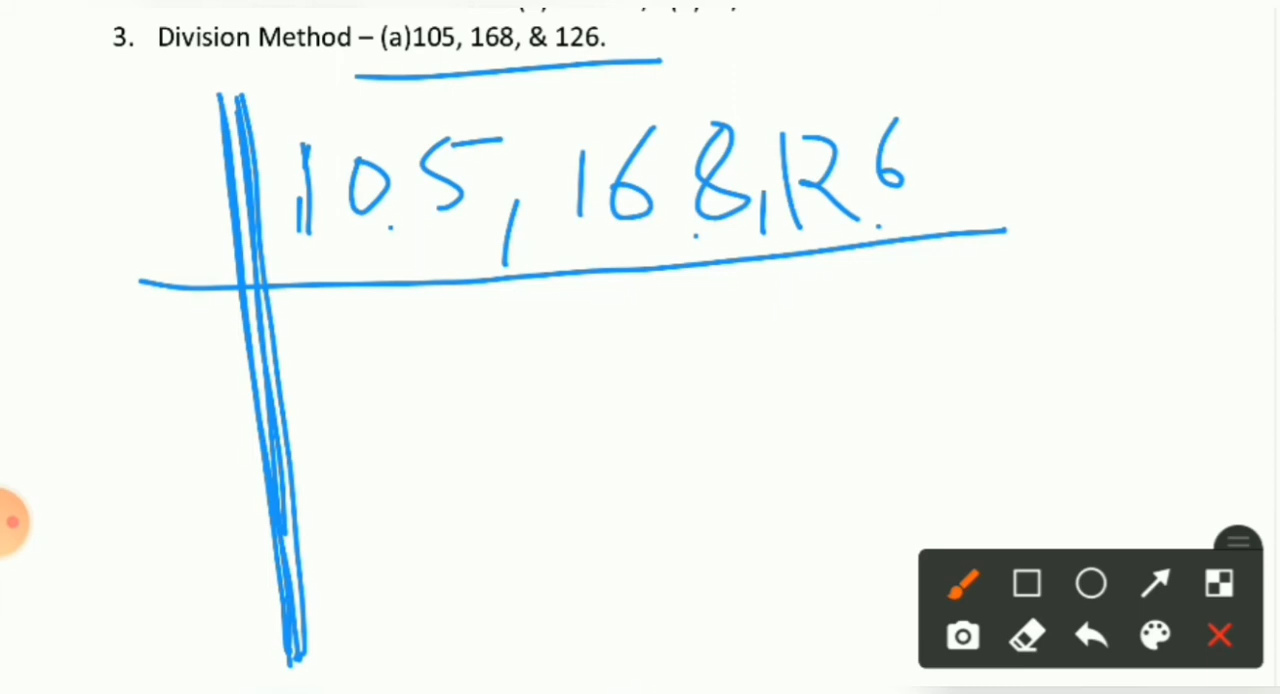 3. Division Method – (a)105, 168, & 126.
105, 168, 126